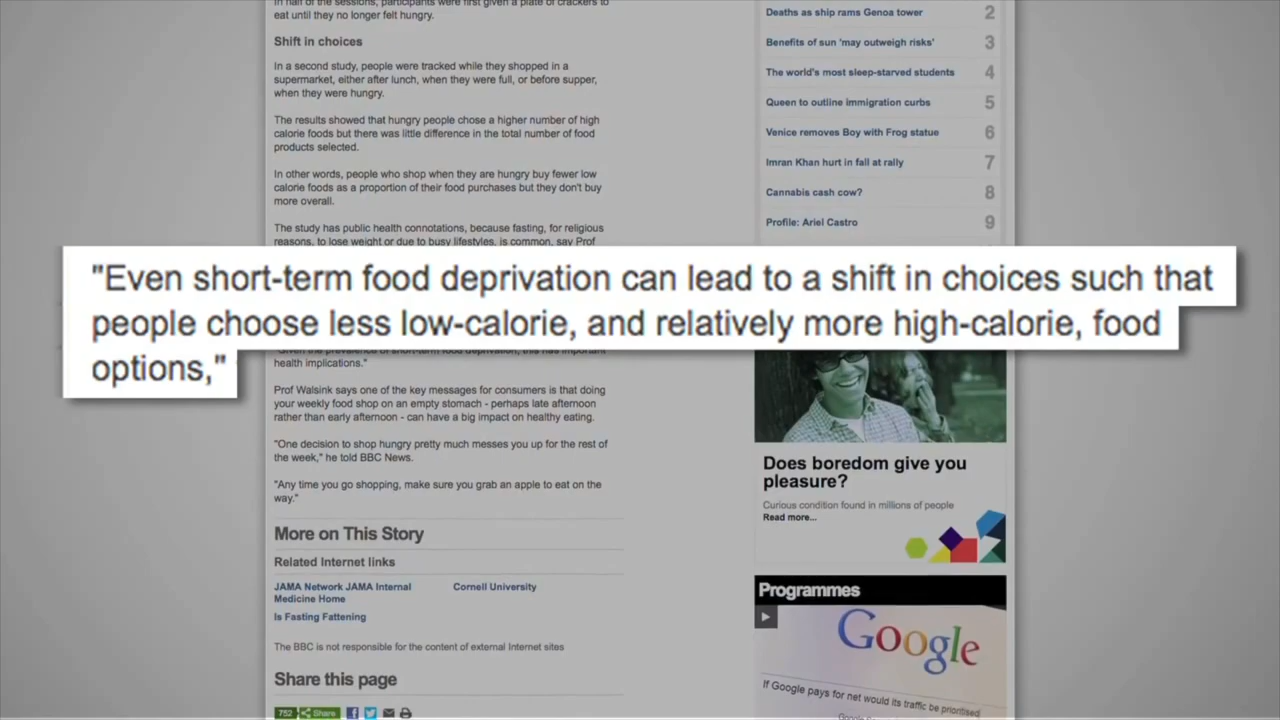 In half of the sessions, participants were first given a plate of crackers to
eat until they no longer felt hungry.
Shift in choices
In a second study, people were tracked while they shopped in a
supermarket, either after lunch, when they were full, or before supper,
when they were hungry.
The results showed that hungry people chose a higher number of high
calorie foods but there was little difference in the total number of food
products selected.
In other words, people who shop when they are hungry buy fewer low
calorie foods as a proportion of their food purchases but they don't buy
more overall.
The study has public health connotations, because fasting, for religious
reasons, to lose weight or due to busy lifestyles, is common, say Prof
"Even short-term food deprivation can lead to a shift in choices such that
people choose less low-calorie, and relatively more high-calorie, food
options,"
"Given the prevalence of short-term food deprivation, this has important
health implications."
Prof Walsink says one of the key messages for consumers is that doing
your weekly food shop on an empty stomach - perhaps late afternoon
rather than early afternoon - can have a big impact on healthy eating.
"One decision to shop hungry pretty much messes you up for the rest of
the week," he told BBC News.
"Any time you go shopping, make sure you grab an apple to eat on the
way."
More on This Story
Related Internet links
JAMA Network JAMA Internal
Medicine Home
Cornell University
Is Fasting Fattening
The BBC is not responsible for the content of external Internet sites
Share this page
752 Share
Deaths as ship rams Genoa tower 2
Benefits of sun 'may outweigh risks' 3
The world's most sleep-starved students 4
Queen to outline immigration curbs 5
Venice removes Boy with Frog statue 6
Imran Khan hurt in fall at rally 7
Cannabis cash cow? 8
Profile: Ariel Castro 9
Does boredom give you
pleasure?
Curious condition found in millions of people
Read more...
Programmes
Google
If Google pays for net would its traffic be prioritised